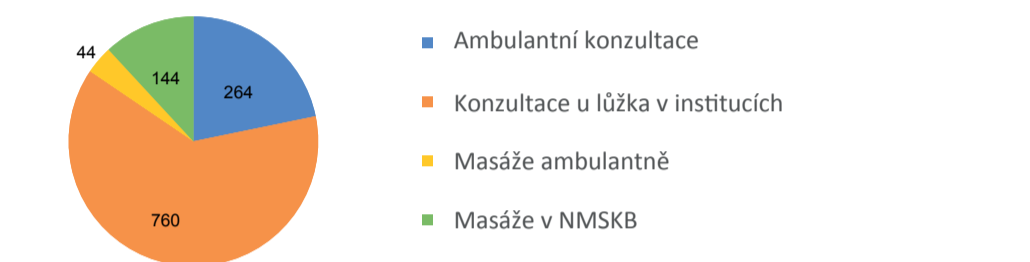 44
144
264
760
Ambulantní konzultace
Konzultace u lůžka v institucích
Masáže ambulantně
Masáže v NMSKB